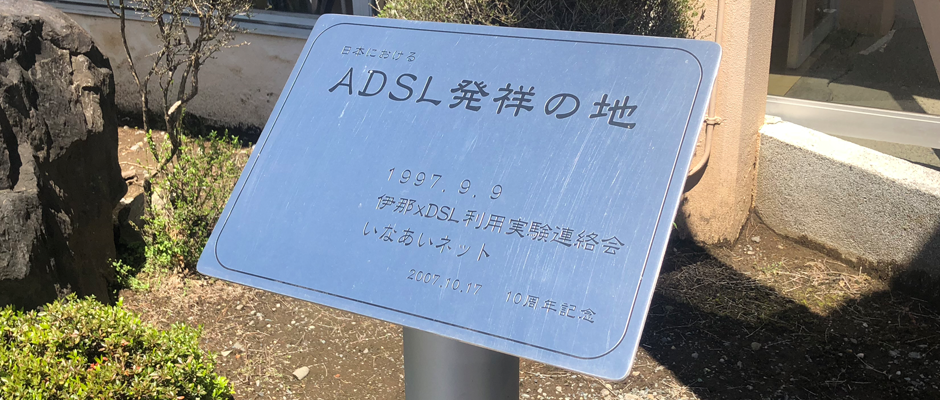 日本における
ADSL発祥の地
1997.9.9
伊那xDSL利用実験連絡会
いなあいネット
2007.10.17 10周年記念